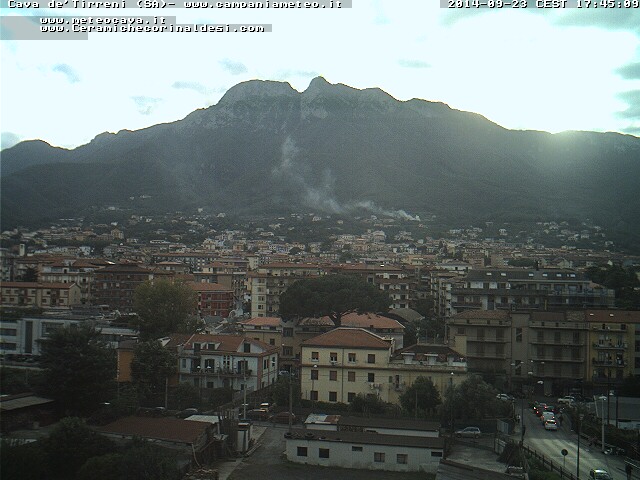 Cava de'Tirreni (SA)- www.campaniameteo.it
2014-09-23 CEST 17:45:09
www.meteocava.it
www.Ceramichecorinaldesi.com